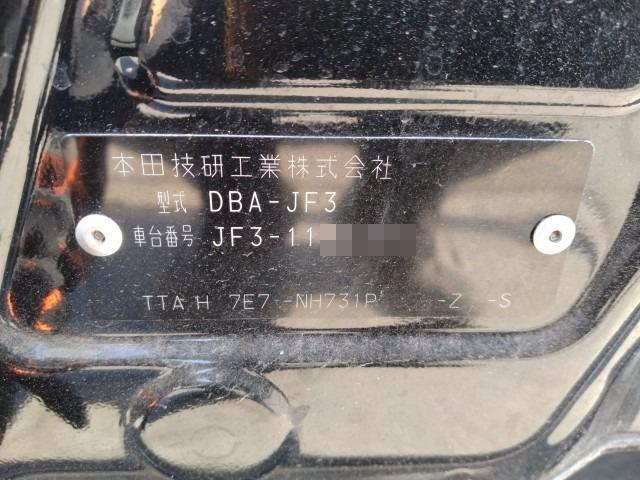 本田技研工業株式会社
型式 DBA-JF3
車台番号 JF3-11
TTA H 7E7 -NH731P -Z -S